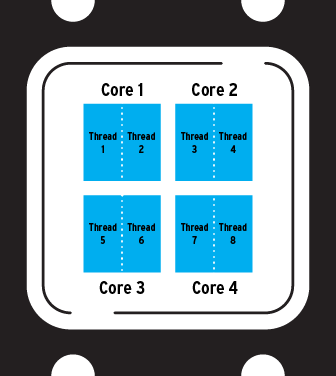 Core 1 Core 2
Thread Thread Thread Thread
1 2 3 4
Thread Thread Thread Thread
5 6 7 8
Core 3 Core 4